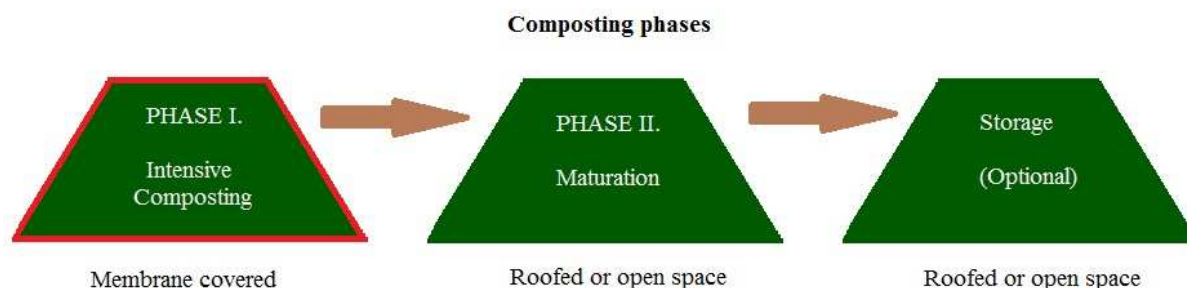 Composting phases
PHASE I.
Intensive
Composting
Membrane covered
PHASE II.
Maturation
Roofed or open space
Storage
(Optional)
Roofed or open space